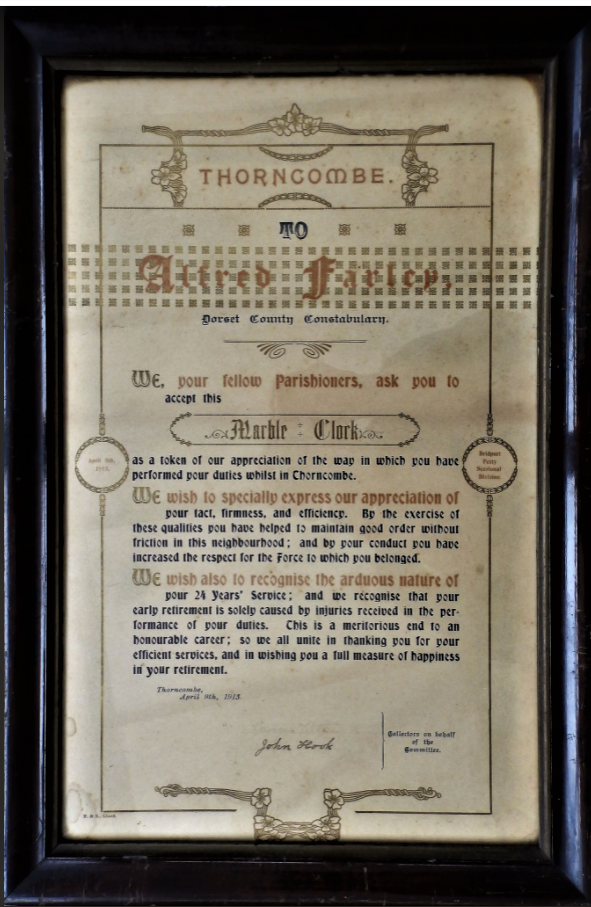 THORNCOMBE.
TO
Alfred Farley,
Dorset County Constabulary.
WE, your fellow Parishioners, ask you to
accept this
Marble : Clock
April 9th,
1913.
Bridport
Petty
Sessional
Division
as a token of our appreciation of the way in which you have
performed your duties whilst in Thorncombe.
WE wish to specially express our appreciation of
your tact, firmness, and efficiency. By the exercise of
these qualities you have helped to maintain good order without
friction in this neighbourhood; and by your conduct you have
increased the respect for the Force to which you belonged.
WE wish also to recognise the arduous nature of
your 24 Years' Service; and we recognise that your
early retirement is solely caused by injuries received in the per-
formance of your duties. This is a meritorious end to an
honourable career; so we all unite in thanking you for your
efficient services, and in wishing you a full measure of happiness
in your retirement.
Thorncombe,
April 9th, 1913.
John Hook
Collectors on behalf
of the
Committee.